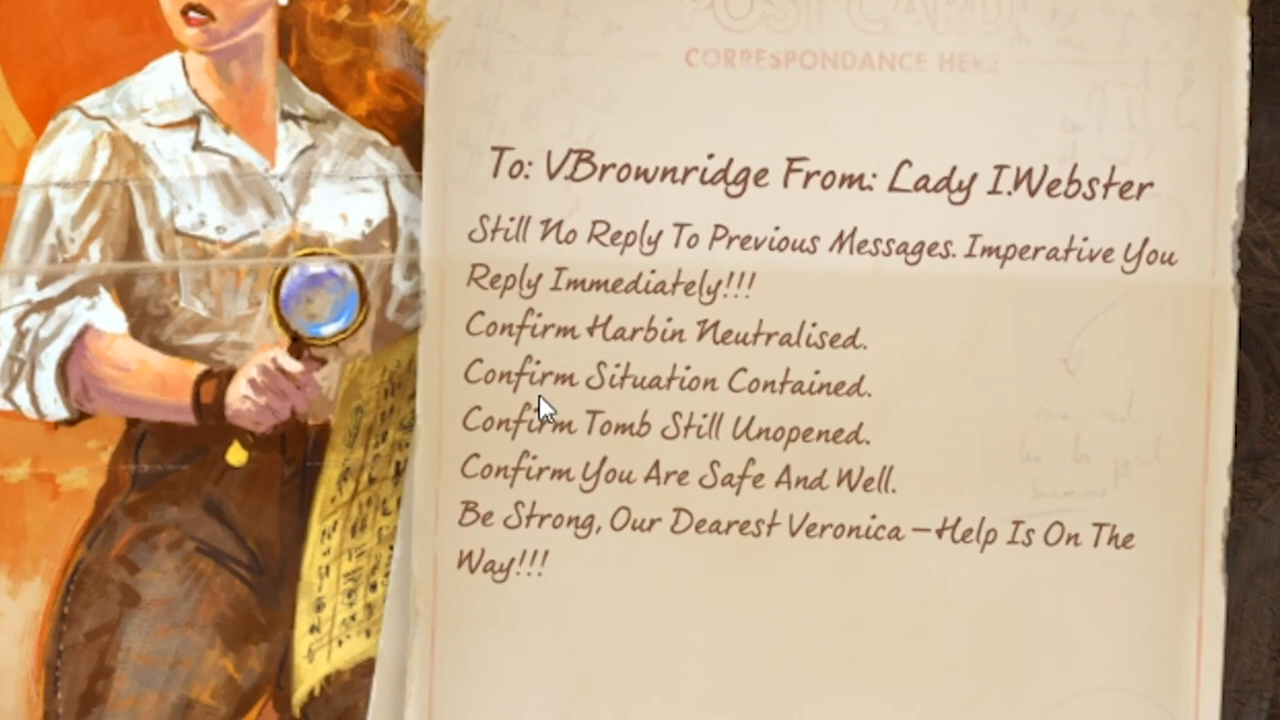 POST CARD
CORRESPONDANCE HERE
To: V.Brownridge From: Lady I.Webster
Still No Reply To Previous Messages. Imperative You
Reply Immediately!!!
Confirm Harbin Neutralised.
Confirm Situation Contained.
Confirm Tomb Still Unopened.
Confirm You Are Safe And Well.
Be Strong, Our Dearest Veronica – Help Is On The
Way!!!